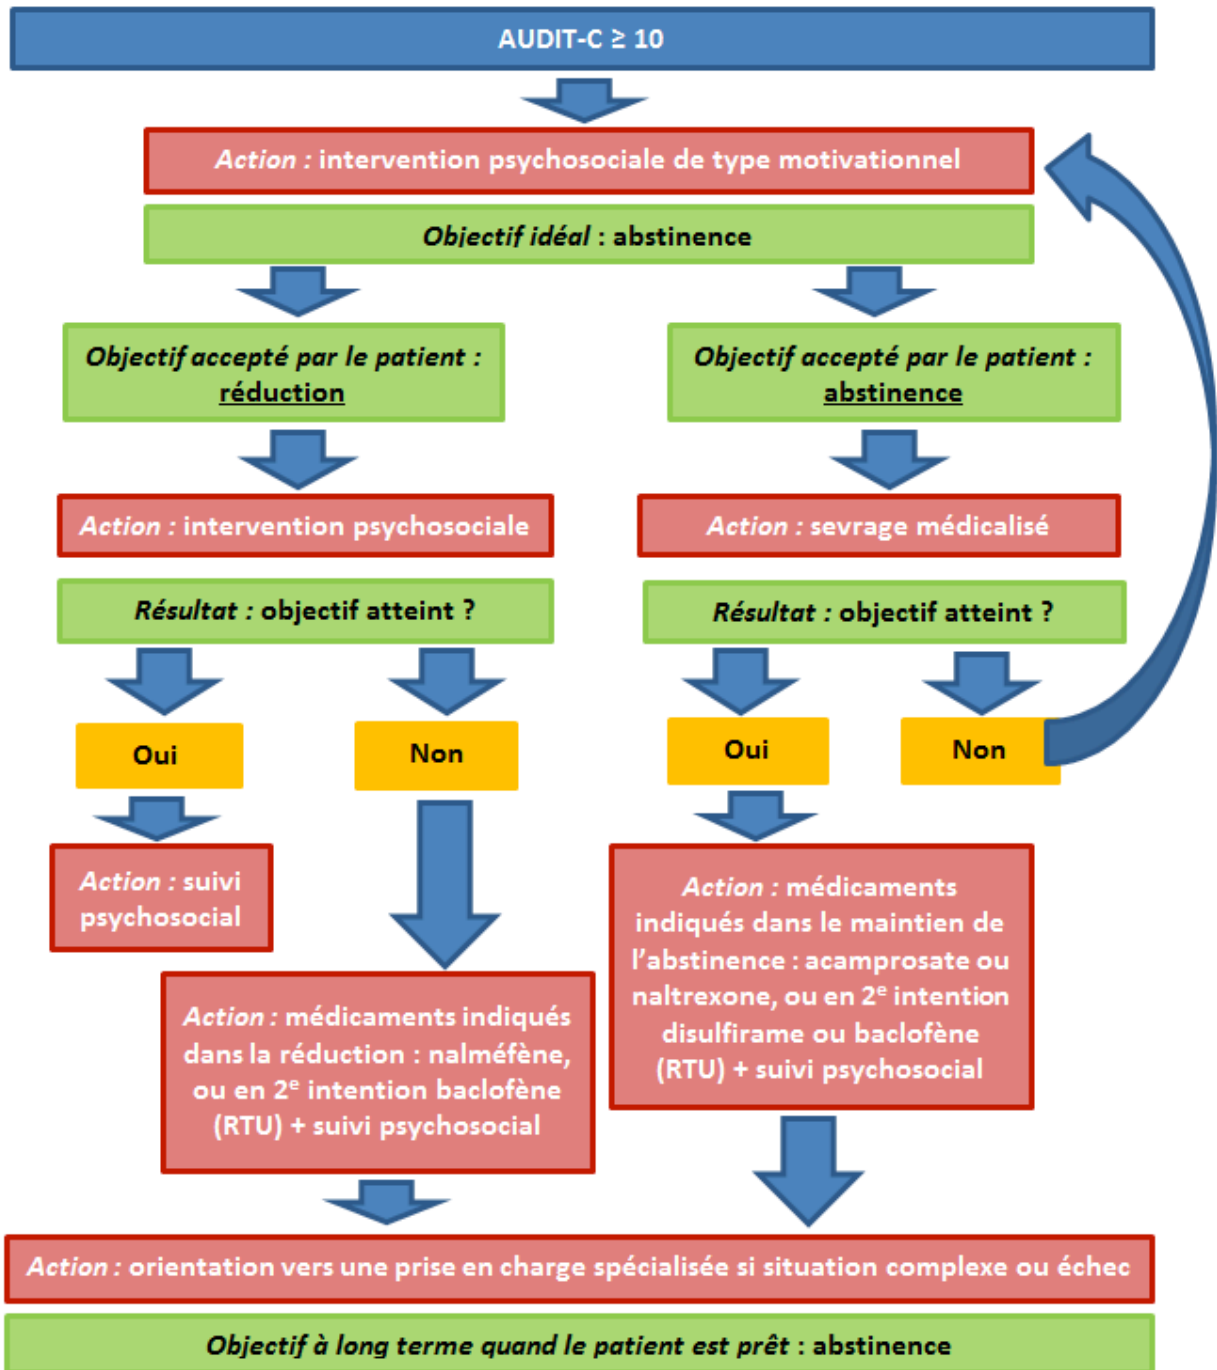 AUDIT-C ≥ 10
Action : intervention psychosociale de type motivationnel
Objectif idéal : abstinence
Objectif accepté par le patient :
réduction
Objectif accepté par le patient :
abstinence
Action : intervention psychosociale
Action : sevrage médicalisé
Résultat : objectif atteint ?
Résultat : objectif atteint ?
Oui
Non
Oui
Non
Action : suivi
psychosocial
Action : médicaments
indiqués dans le maintien de
l’abstinence : acamprosate ou
naltrexone, ou en 2e intention
disulfirame ou baclofène
(RTU) + suivi psychosocial
Action : médicaments indiqués
dans la réduction : nalméfène,
ou en 2e intention baclofène
(RTU) + suivi psychosocial
Action : orientation vers une prise en charge spécialisée si situation complexe ou échec
Objectif à long terme quand le patient est prêt : abstinence